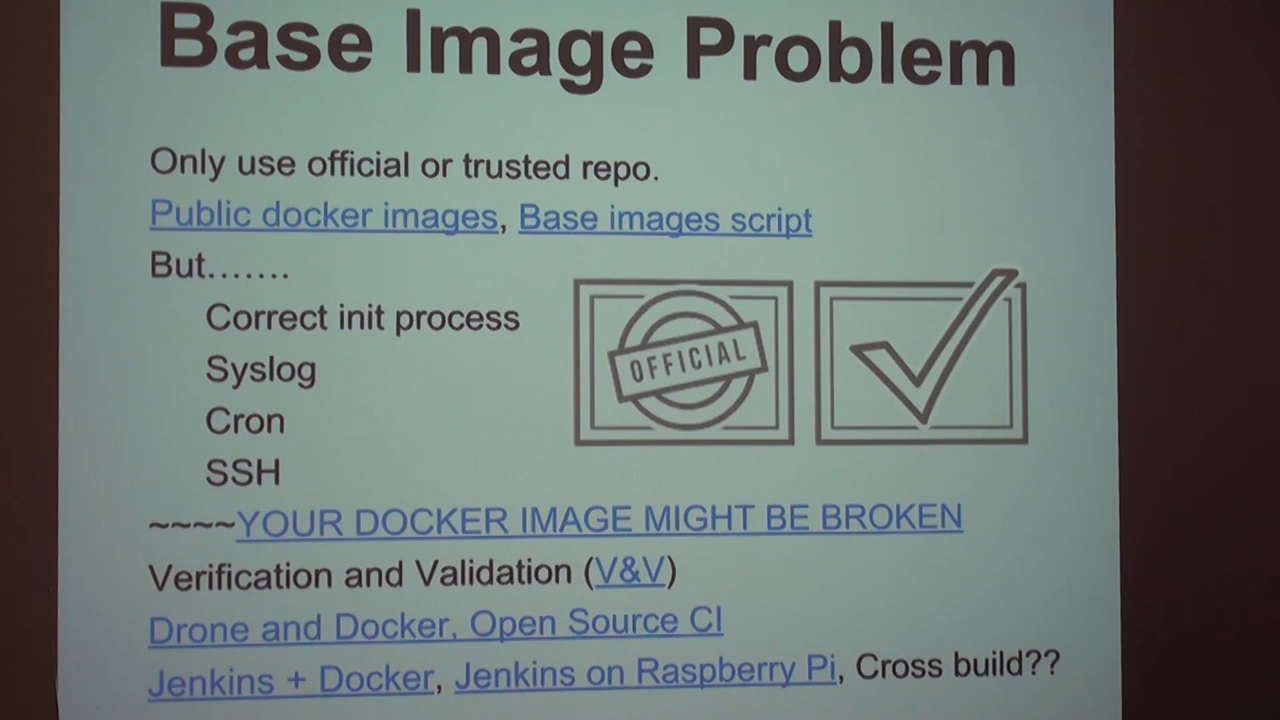 Base Image Problem
Only use official or trusted repo.
Public docker images, Base images script
But.......
Correct init process
Syslog
Cron
SSH
OFFICIAL
~~~~YOUR DOCKER IMAGE MIGHT BE BROKEN
Verification and Validation (V&V)
Drone and Docker, Open Source CI
Jenkins + Docker, Jenkins on Raspberry Pi, Cross build??